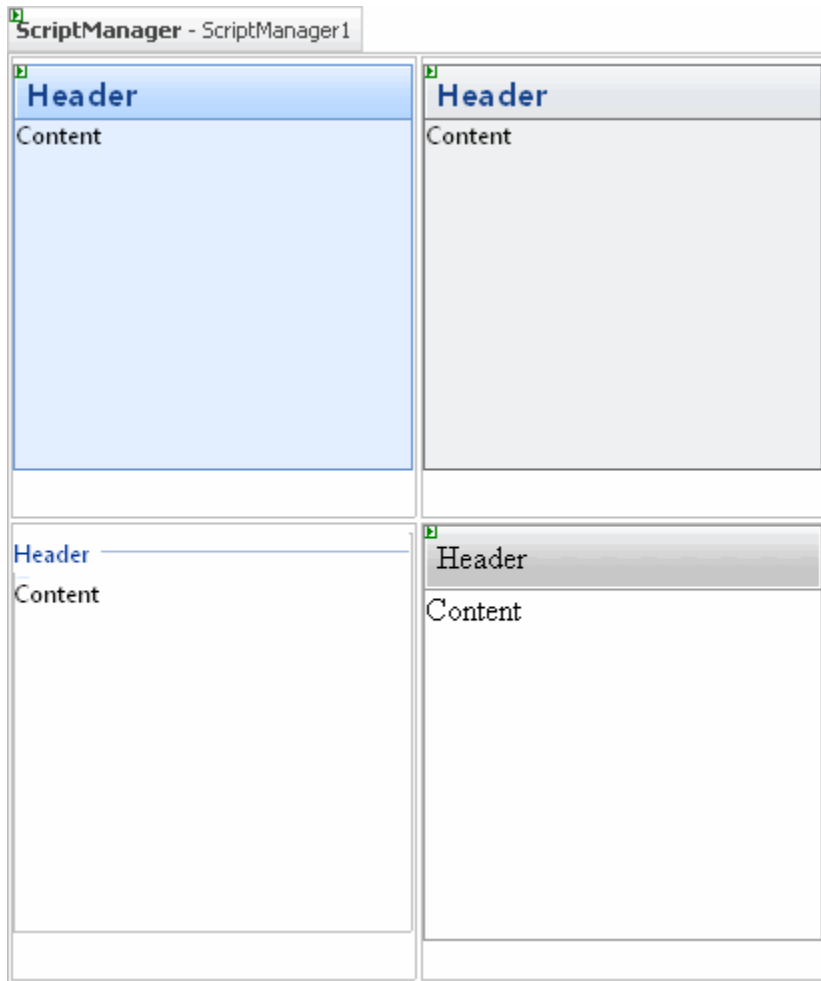 ScriptManager - ScriptManager1
Header
Content
Header
Content
Header
Content
Header
Content